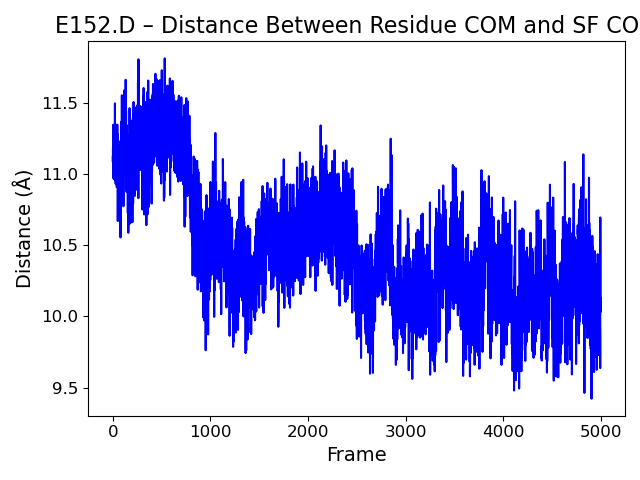 E152.D – Distance Between Residue COM and SF CO
11.5
11.0
10.5
10.0
9.5
Distance (Å)
0 1000 2000 3000 4000 5000
Frame